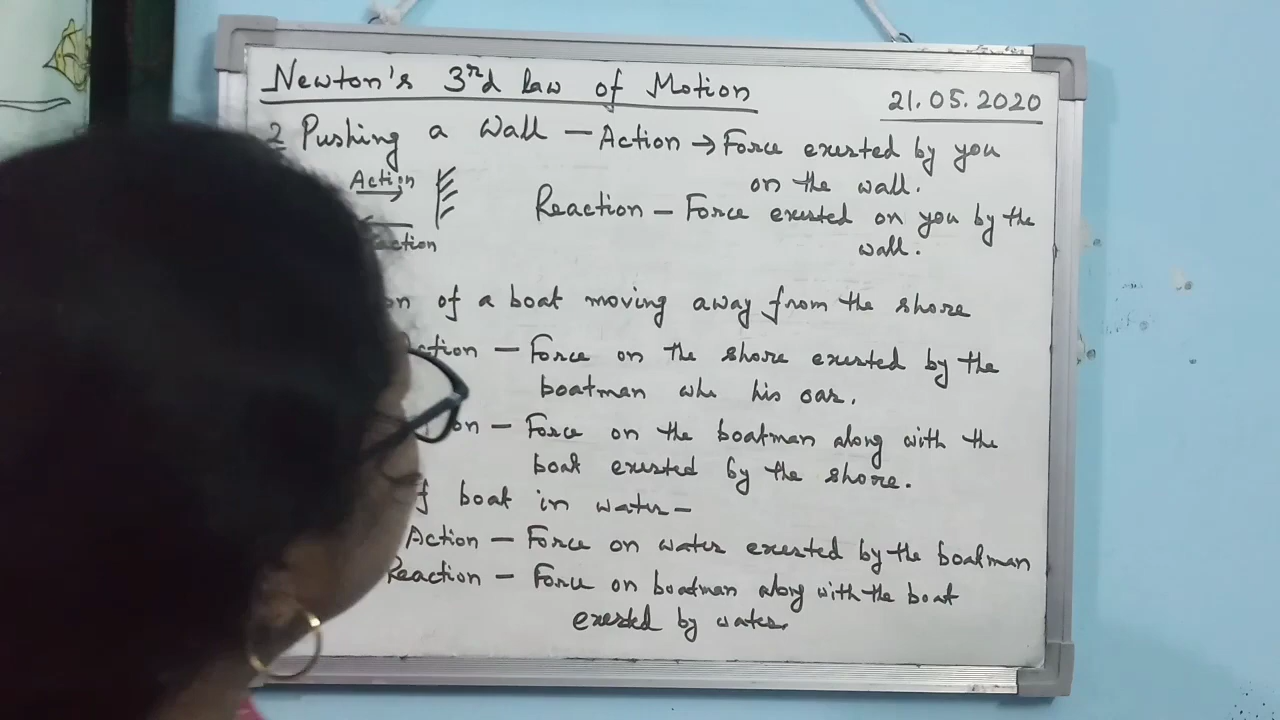 Newton's 3rd law of Motion
21.05.2020
2 Pushing a Wall — Action → Force exerted by you
on the wall.
Action
Reaction — Force exerted on you by the
wall.
of a boat moving away from the shore
Action — Force on the shore exerted by the
boatman his oar.
— Force on the boatman along with the
boat exerted by the shore.
of boat in water —
Action — Force on water exerted by the boatman
Reaction — Force on boatman along with the boat
exerted by water.